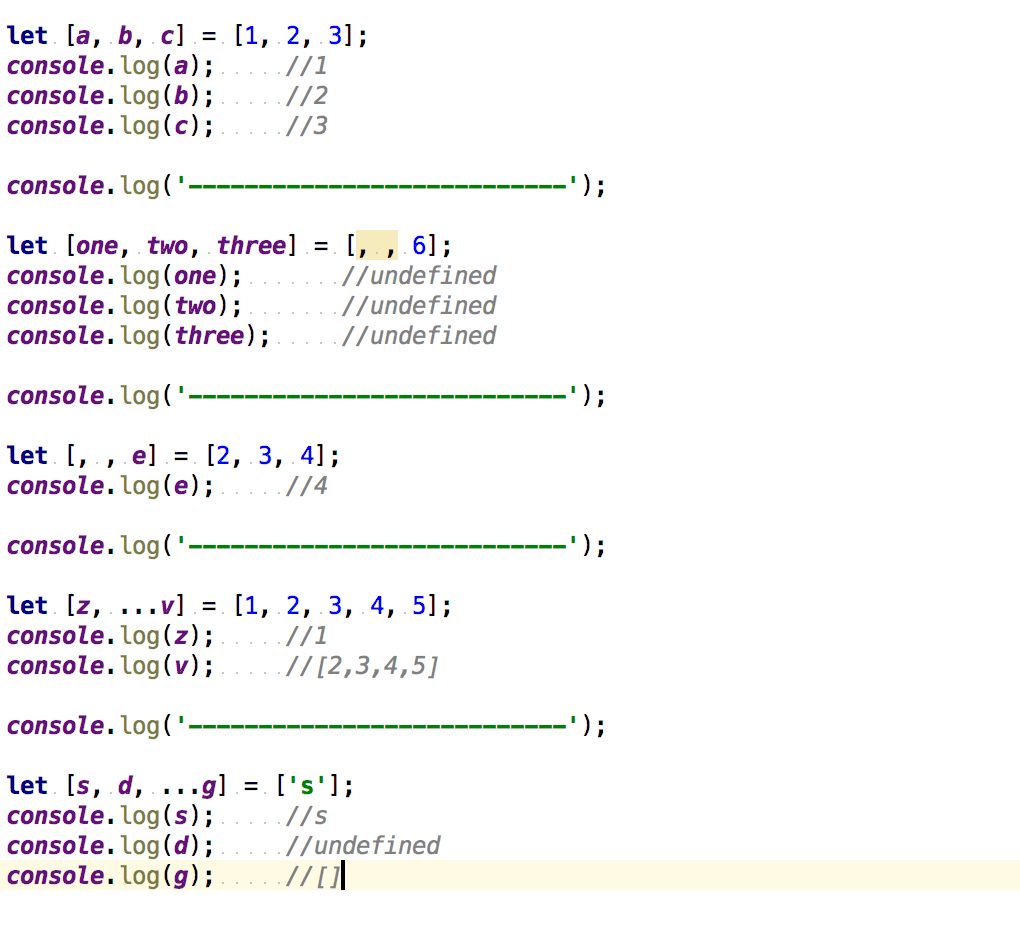 let [a, b, c] = [1, 2, 3];
console.log(a);     //1
console.log(b);     //2
console.log(c);     //3
console.log('---------------------------');
let [one, two, three] = [, , 6];
console.log(one);       //undefined
console.log(two);       //undefined
console.log(three);     //undefined
console.log('---------------------------');
let [, , e] = [2, 3, 4];
console.log(e);     //4
console.log('---------------------------');
let [z, ...v] = [1, 2, 3, 4, 5];
console.log(z);     //1
console.log(v);     //[2,3,4,5]
console.log('---------------------------');
let [s, d, ...g] = ['s'];
console.log(s);     //s
console.log(d);     //undefined
console.log(g);     //[]